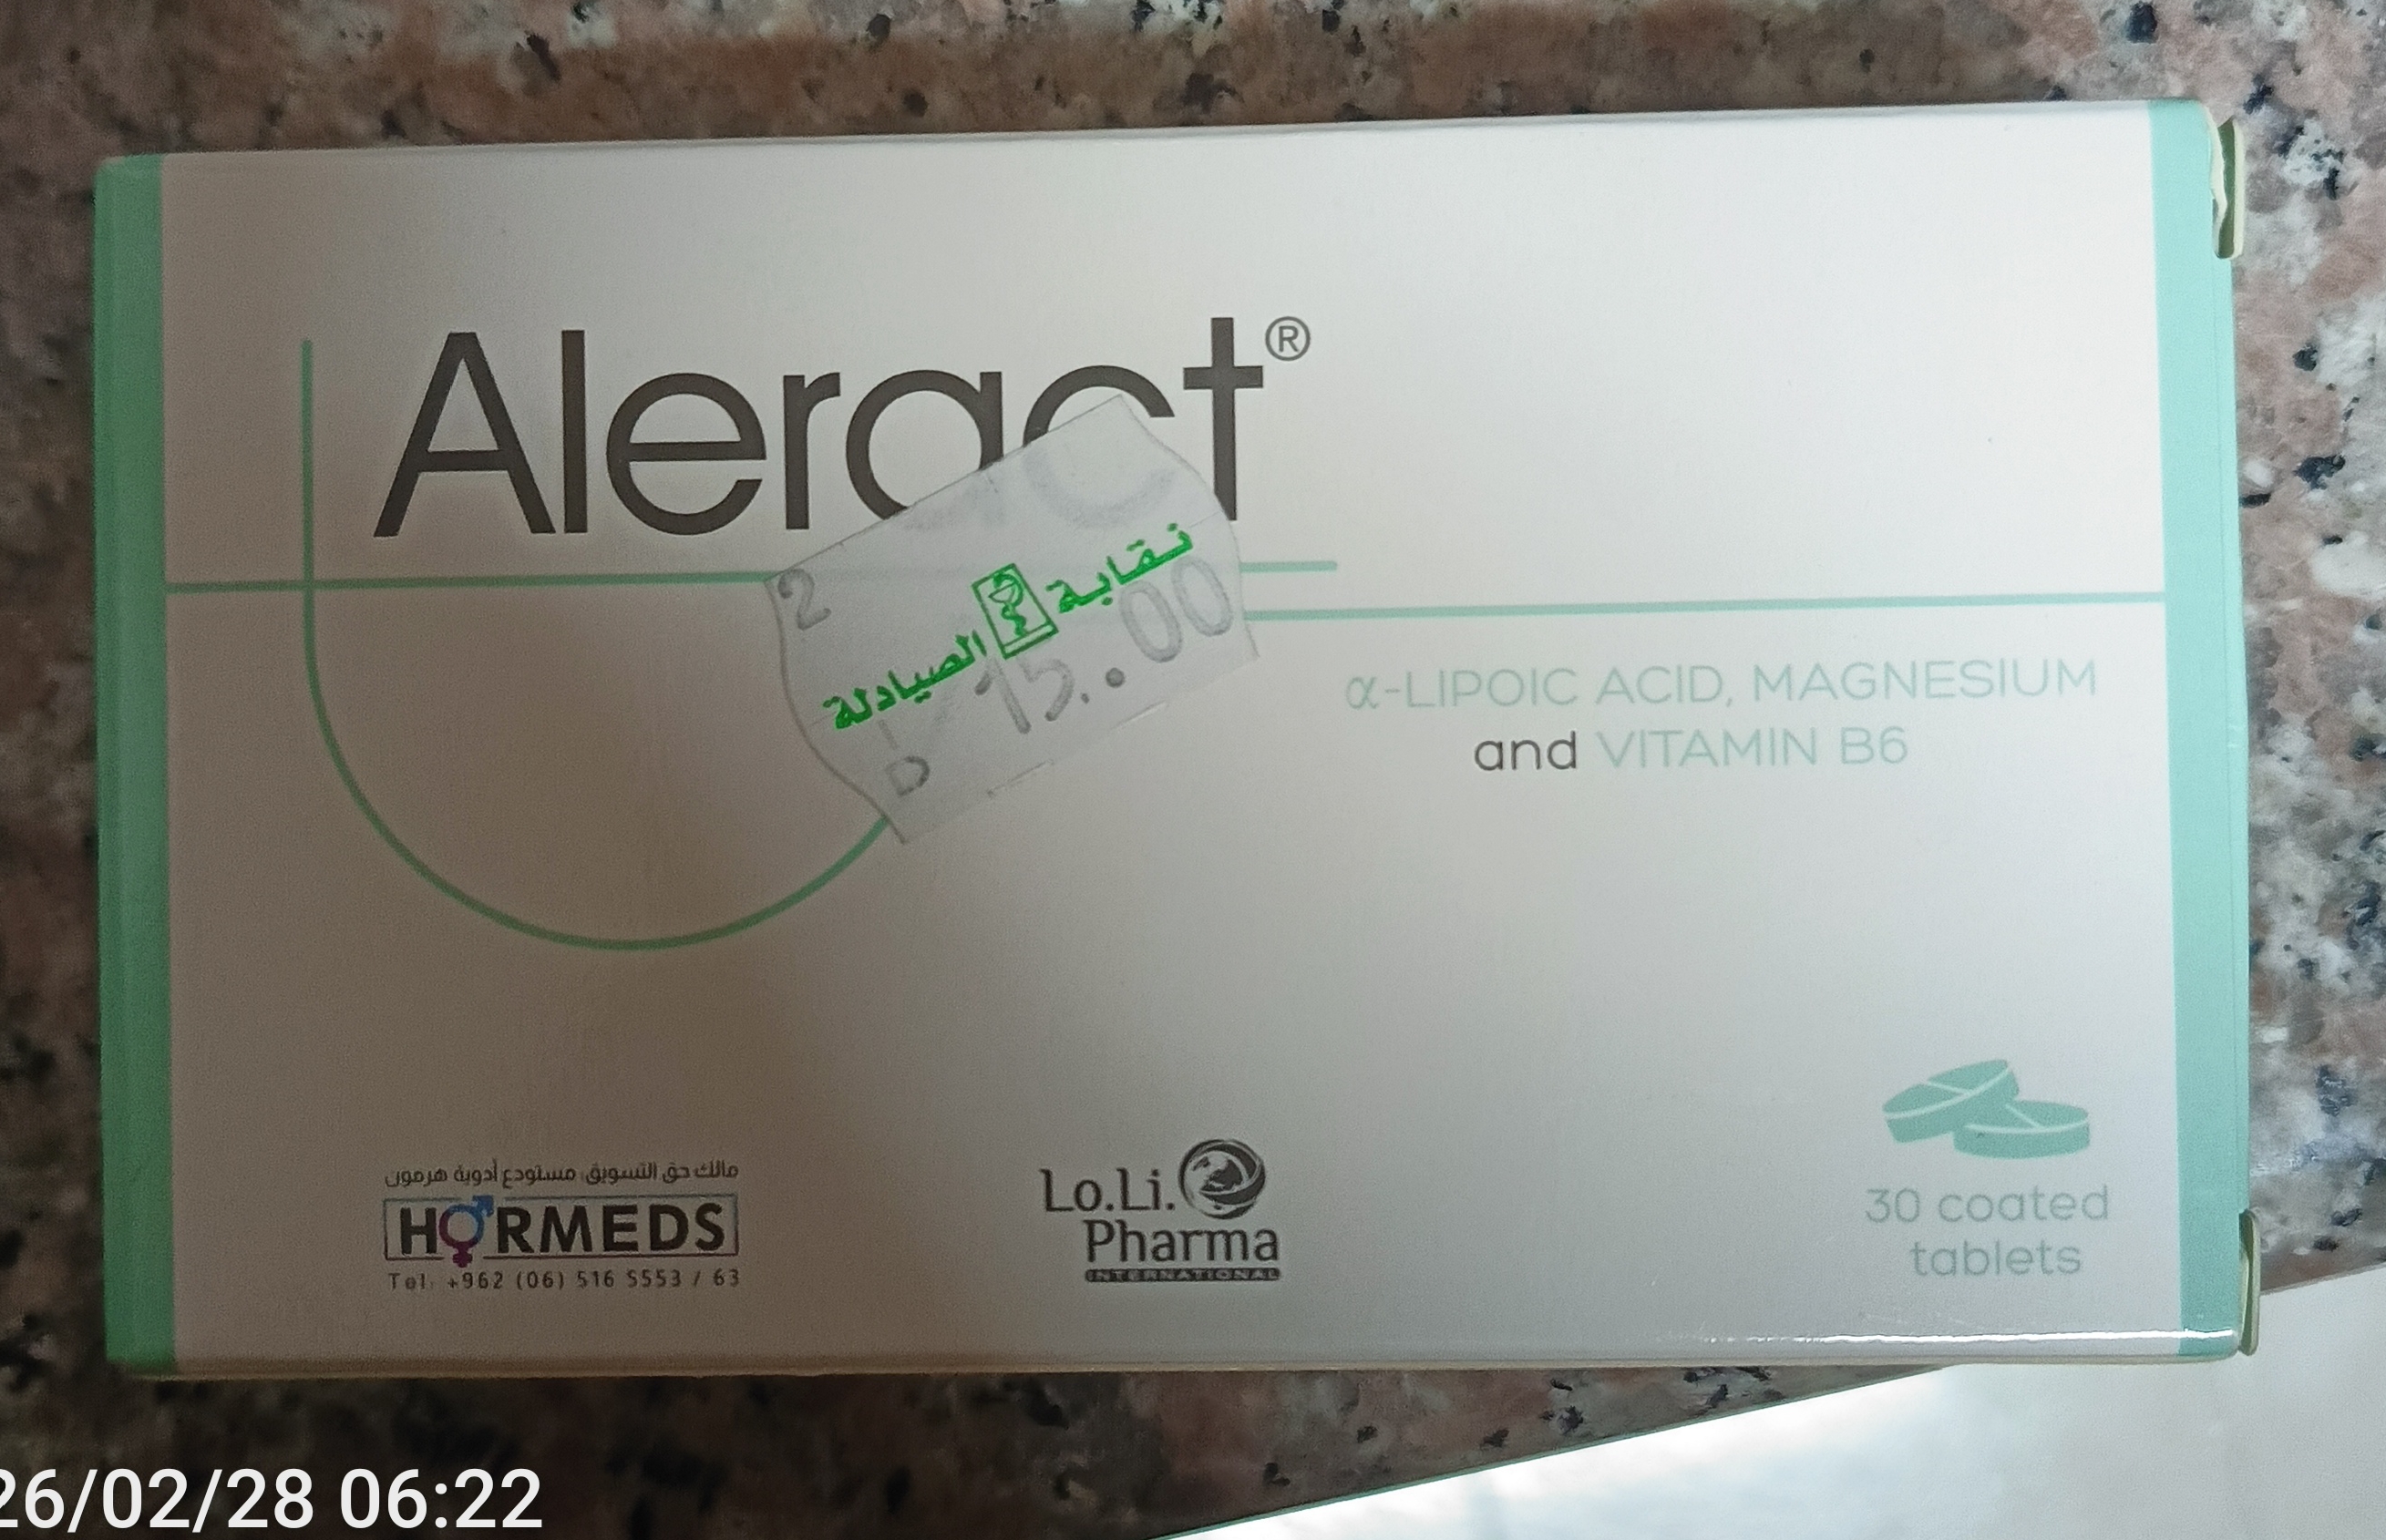 Aleract®
2
نقابة الصيادلة
15.00
D
α-LIPOIC ACID, MAGNESIUM
and VITAMIN B6
30 coated
tablets
مالك حق التسويق: مستودع أدوية هرمون
HORMEDS
Tel: +962 (06) 516 5553 / 63
Lo.Li.
Pharma
INTERNATIONAL
26/02/28 06:22